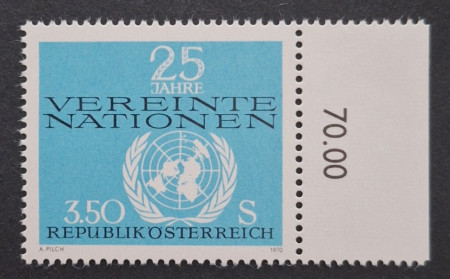 25
JAHRE
VEREINTE
NATIONEN
3.50 S
REPUBLIK ÖSTERREICH
A. PILCH 1970
70.00